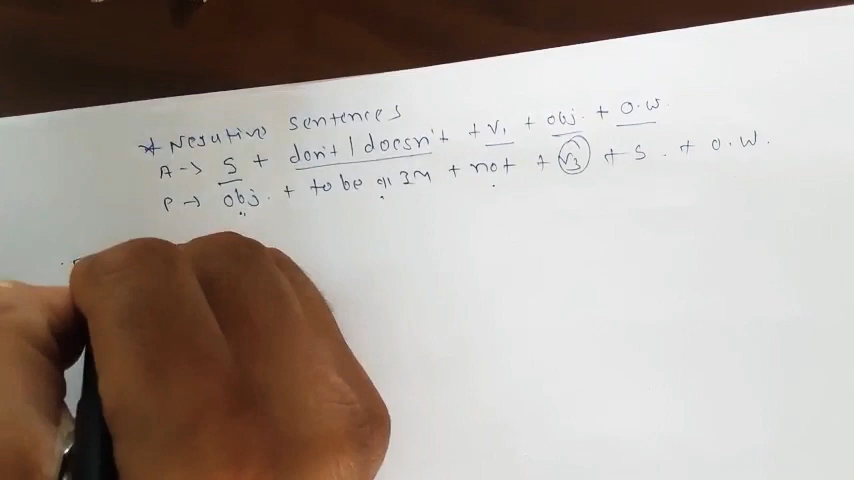 * Negative sentences
A → S + don't / doesn't + V₁ + obj. + O.W.
P → obj. + to be નું રૂપ + not + V₃ + S. + O.W.